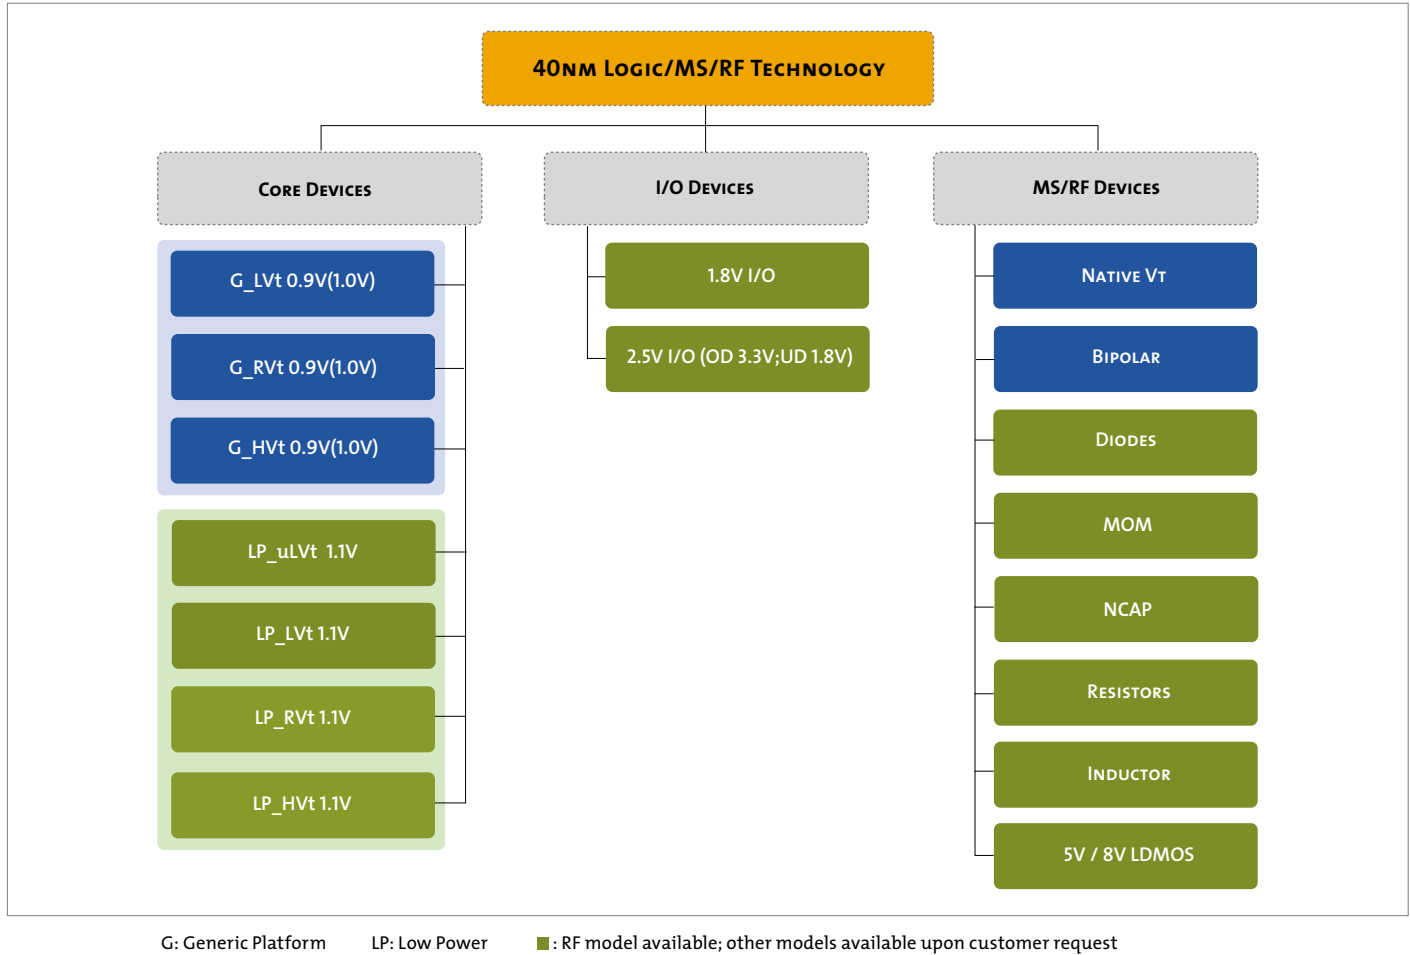 40nm Logic/MS/RF Technology
Core Devices
G_LVt 0.9V(1.0V)
G_RVt 0.9V(1.0V)
G_HVt 0.9V(1.0V)
LP_uLVt 1.1V
LP_LVt 1.1V
LP_RVt 1.1V
LP_HVt 1.1V
I/O Devices
1.8V I/O
2.5V I/O (OD 3.3V;UD 1.8V)
MS/RF Devices
Native Vt
Bipolar
Diodes
MOM
NCAP
Resistors
Inductor
5V / 8V LDMOS
G: Generic Platform LP: Low Power : RF model available; other models available upon customer request